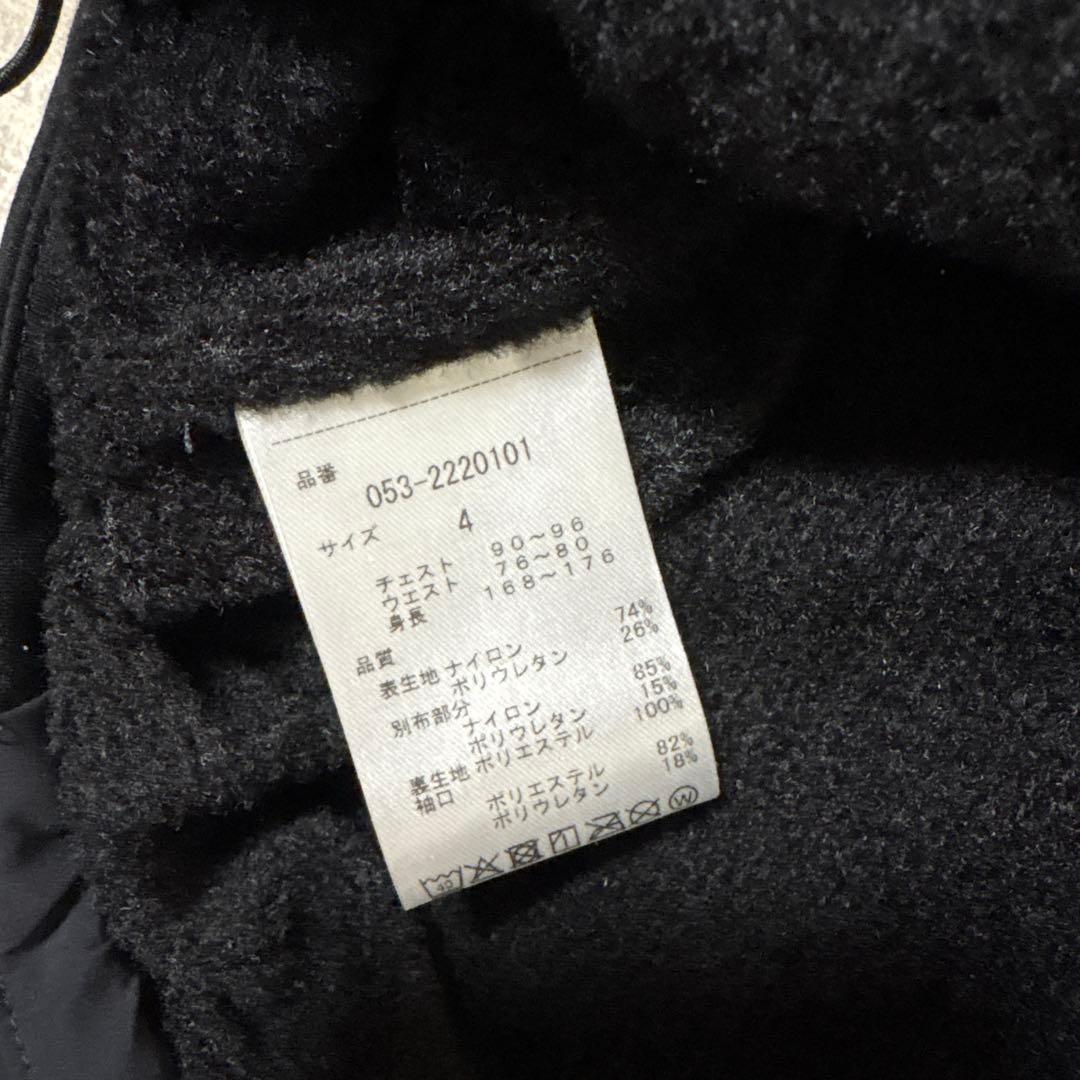 品番
053-2220101
サイズ 4
チェスト 90～96
ウエスト 76～80
身長 168～176
品質
表生地 ナイロン 74%
ポリウレタン 26%
別布部分
ナイロン 85%
ポリウレタン 15%
裏生地 ポリエステル 100%
袖口 ポリエステル 82%
ポリウレタン 18%
40 W